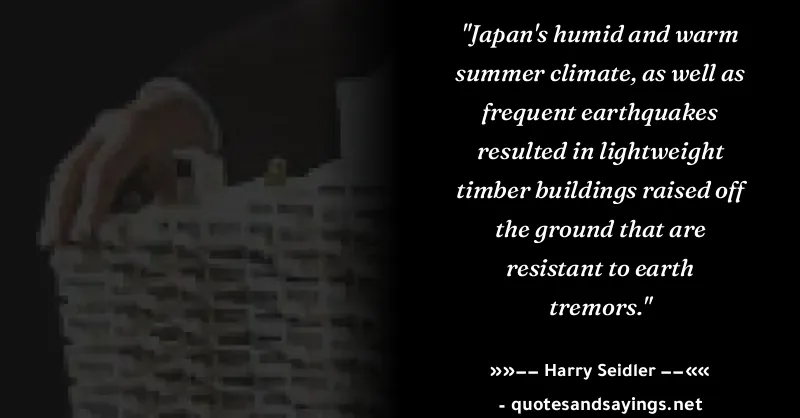 "Japan's humid and warm
summer climate, as well as
frequent earthquakes
resulted in lightweight
timber buildings raised off
the ground that are
resistant to earth
tremors."
»»−− Harry Seidler −−««
- quotesandsayings.net